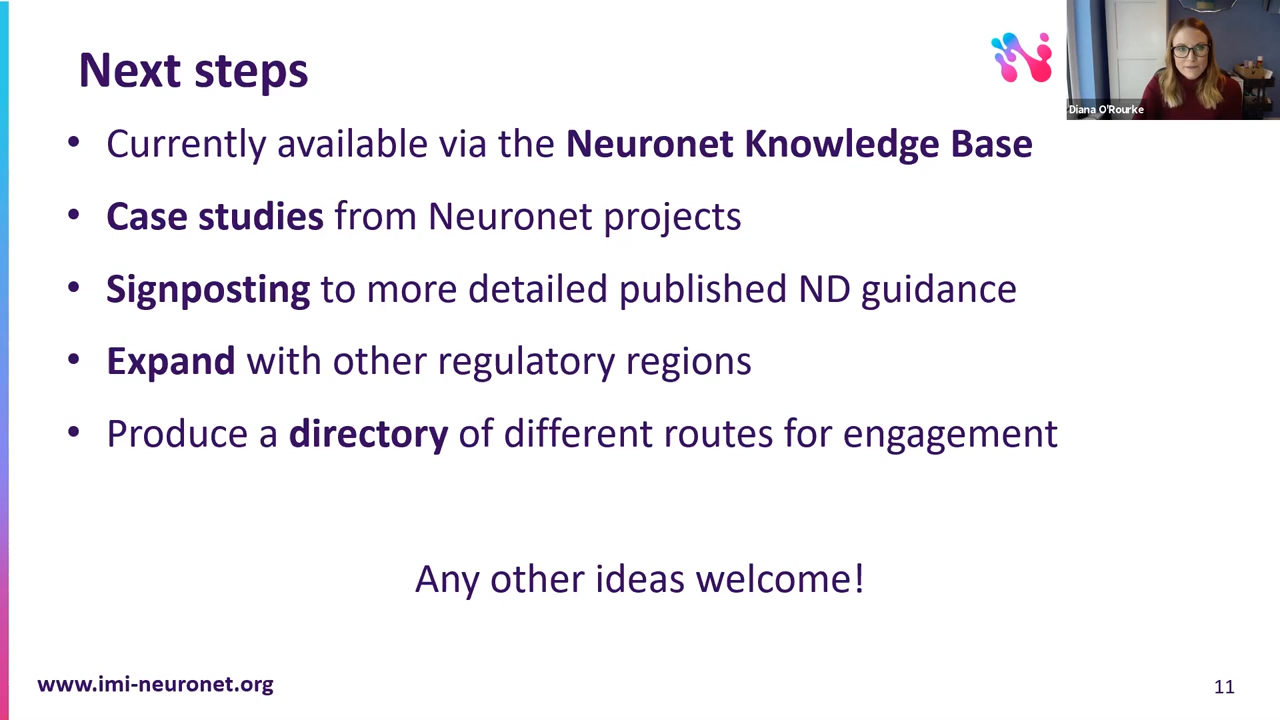 Next steps
Diana O'Rourke
• Currently available via the Neuronet Knowledge Base
• Case studies from Neuronet projects
• Signposting to more detailed published ND guidance
• Expand with other regulatory regions
• Produce a directory of different routes for engagement
Any other ideas welcome!
www.imi-neuronet.org
11